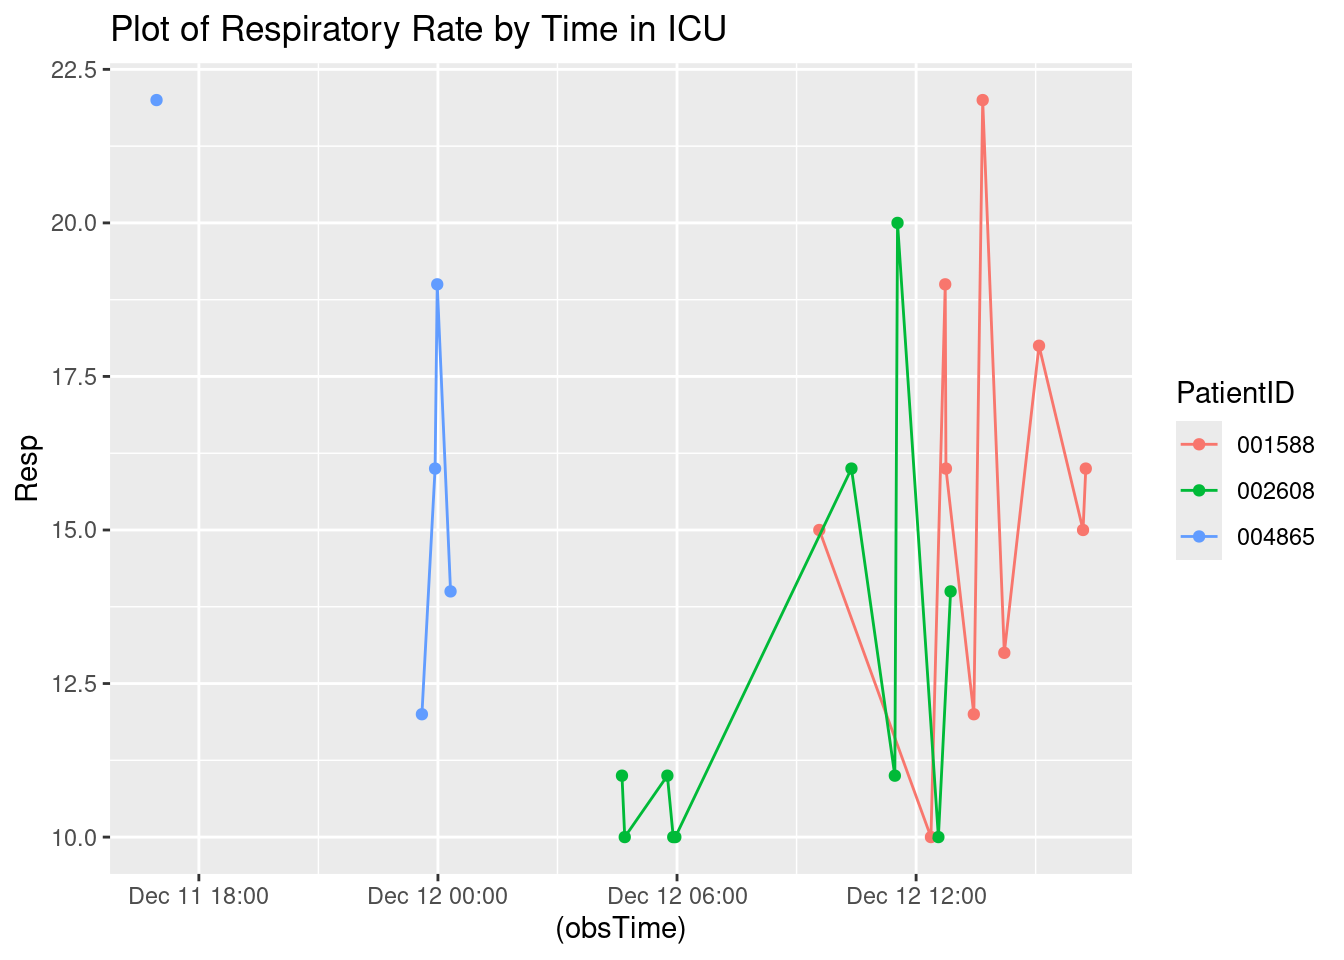 Plot of Respiratory Rate by Time in ICU
22.5
20.0
17.5
15.0
12.5
10.0
Resp
Dec 11 18:00 Dec 12 00:00 Dec 12 06:00 Dec 12 12:00
(obsTime)
PatientID
001588
002608
004865